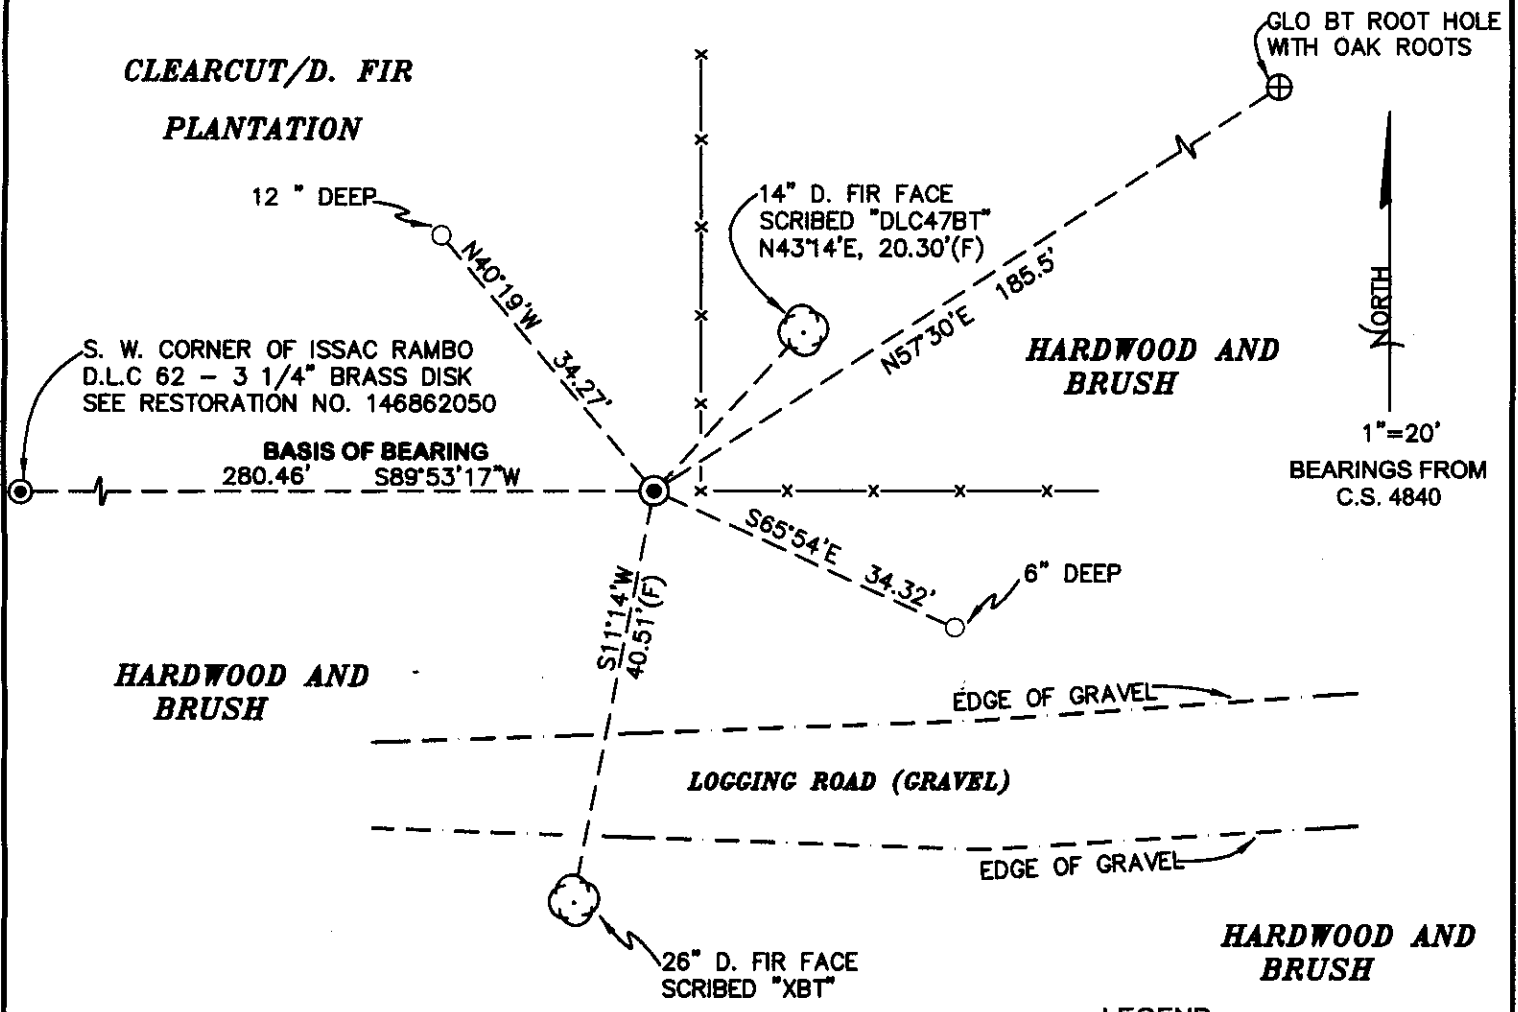 GLO BT ROOT HOLE
WITH OAK ROOTS
CLEARCUT/D. FIR
PLANTATION
12 " DEEP
14" D. FIR FACE
SCRIBED "DLC47BT"
N43°14'E, 20.30'(F)
N40°19'W 34.27'
N57°30'E 185.5'
NORTH
HARDWOOD AND
BRUSH
S. W. CORNER OF ISSAC RAMBO
D.L.C 62 - 3 1/4" BRASS DISK
SEE RESTORATION NO. 146862050
BASIS OF BEARING
280.46' S89°53'17"W
1"=20'
BEARINGS FROM
C.S. 4840
S65°54'E 34.32'
6" DEEP
S11°14'W
40.51'(F)
HARDWOOD AND
BRUSH
EDGE OF GRAVEL
LOGGING ROAD (GRAVEL)
EDGE OF GRAVEL
26" D. FIR FACE
SCRIBED "XBT"
HARDWOOD AND
BRUSH
LEGEND